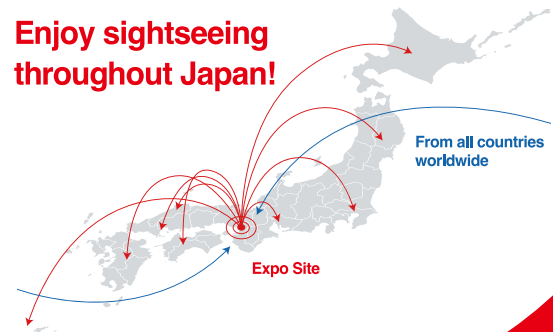 Enjoy sightseeing
throughout Japan!
From all countries
worldwide
Expo Site